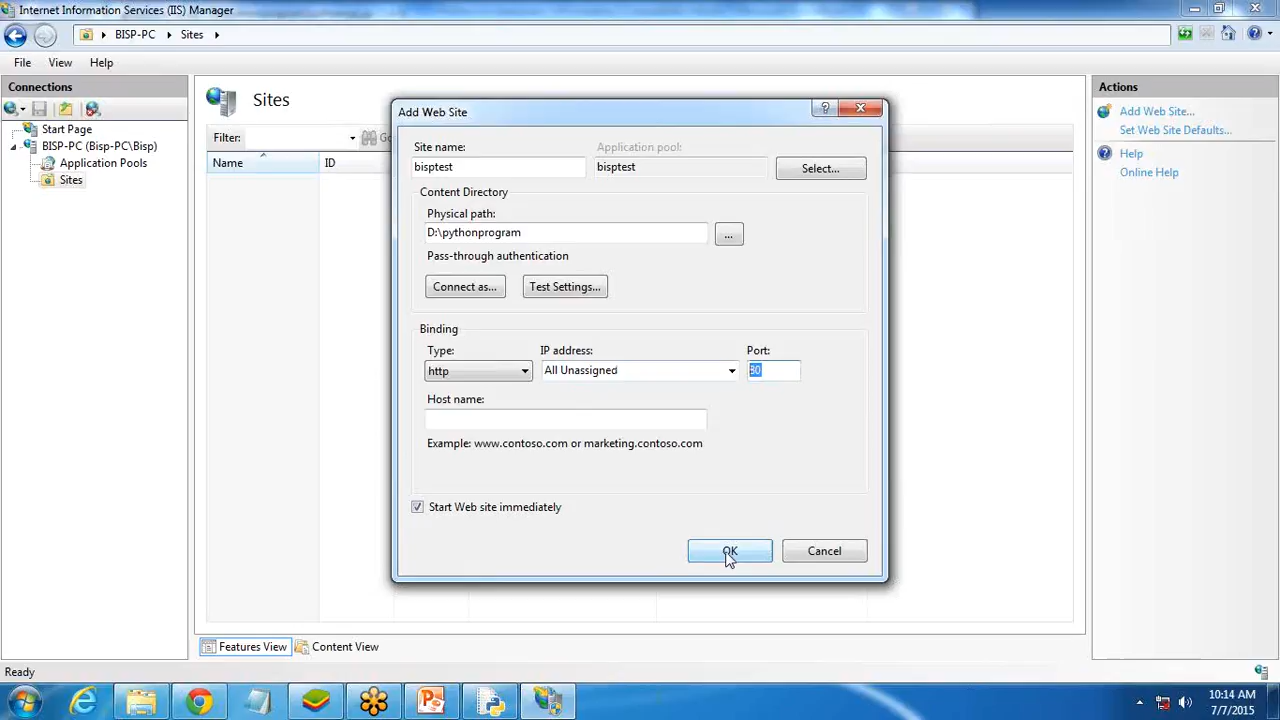 Internet Information Services (IIS) Manager
BISP-PC Sites
File View Help
Connections
Start Page
BISP-PC (Bisp-PC\Bisp)
Application Pools
Sites
Sites
Filter: Go
Name ID
Add Web Site
Site name: Application pool:
bisptest bisptest Select...
Content Directory
Physical path:
D:\pythonprogram ...
Pass-through authentication
Connect as... Test Settings...
Binding
Type: IP address: Port:
http All Unassigned 80
Host name:
Example: www.contoso.com or marketing.contoso.com
Start Web site immediately
OK Cancel
Features View Content View
Actions
Add Web Site...
Set Web Site Defaults...
Help
Online Help
Ready
10:14 AM
7/7/2015